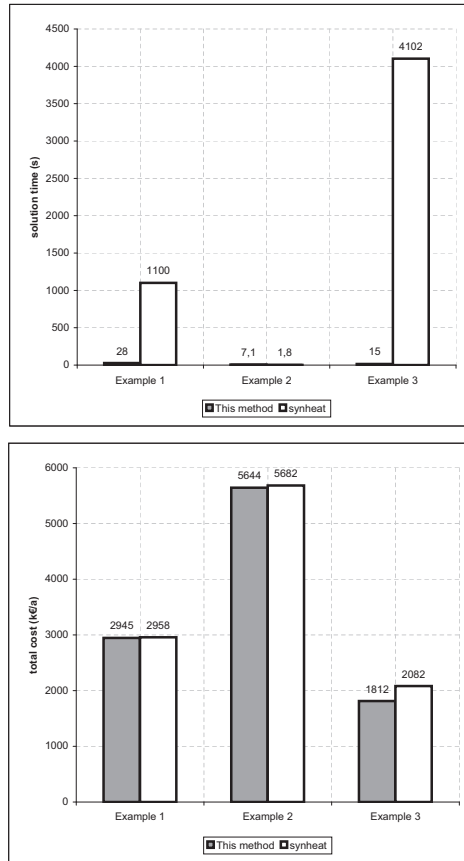 4500
4102
4000
3500
3000
2500
2000
1500
1100
1000
500
28
7,1
1,8
15
0
solution time (s)
Example 1
Example 2
Example 3
This method
synheat
6000
5644
5682
5000
4000
3000
2945
2958
2000
1812
2082
1000
0
total cost (k€/a)
Example 1
Example 2
Example 3
This method
synheat